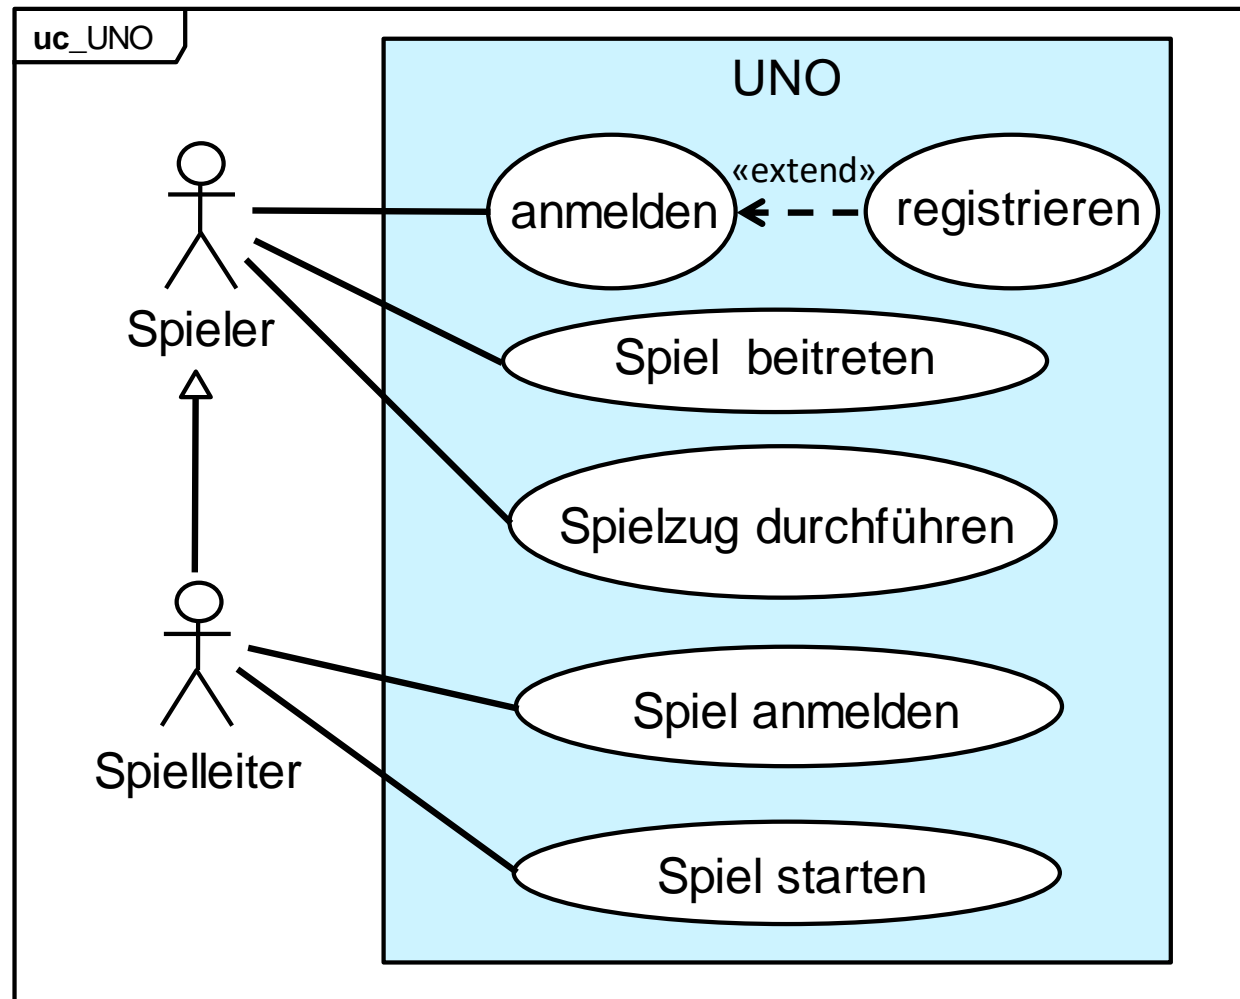 uc_UNO
UNO
anmelden
«extend»
registrieren
Spieler
Spiel beitreten
Spielzug durchführen
Spiel anmelden
Spielleiter
Spiel starten